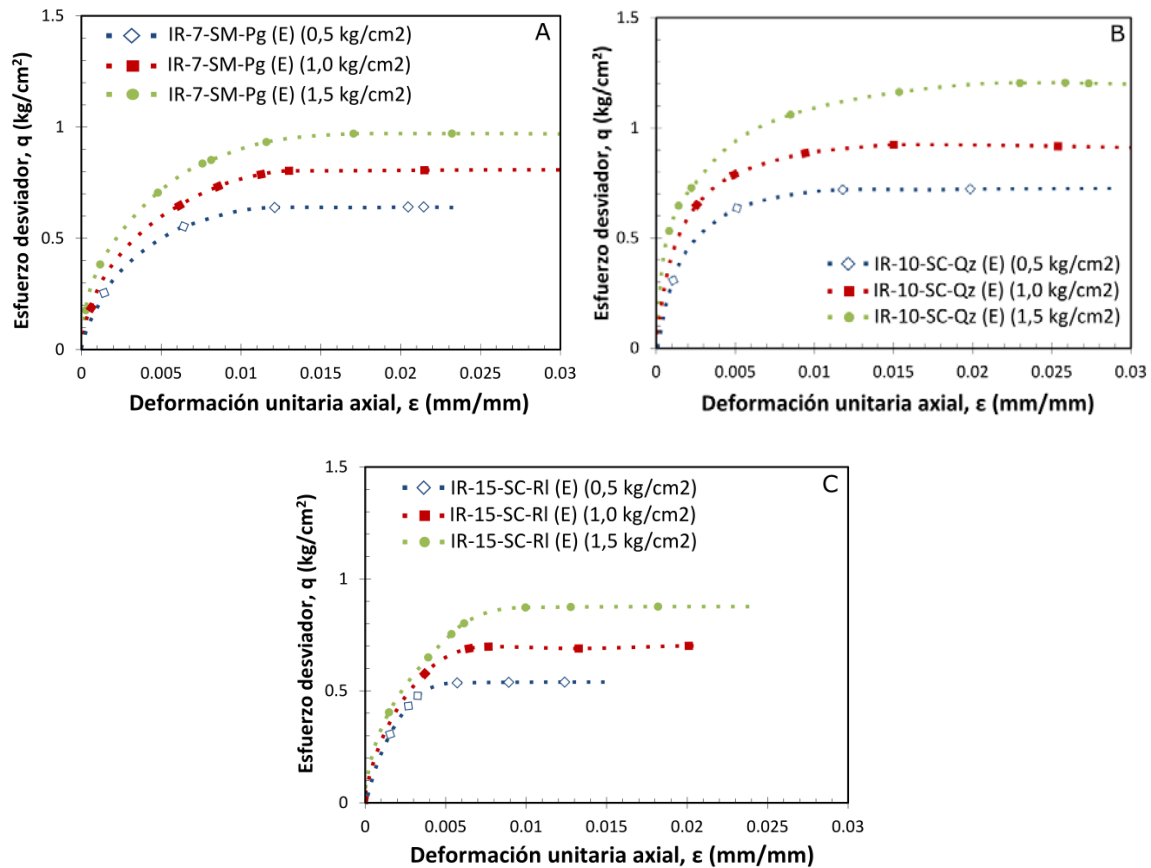 A
IR-7-SM-Pg (E) (0,5 kg/cm2)
IR-7-SM-Pg (E) (1,0 kg/cm2)
IR-7-SM-Pg (E) (1,5 kg/cm2)
Esfuerzo desviador, q (kg/cm²)
1.5
1
0.5
0
0 0.005 0.01 0.015 0.02 0.025 0.03
Deformación unitaria axial, ε (mm/mm)
B
Esfuerzo desviador, q (kg/cm²)
1.5
1
0.5
0
IR-10-SC-Qz (E) (0,5 kg/cm2)
IR-10-SC-Qz (E) (1,0 kg/cm2)
IR-10-SC-Qz (E) (1,5 kg/cm2)
0 0.005 0.01 0.015 0.02 0.025 0.03
Deformación unitaria axial, ε (mm/mm)
C
IR-15-SC-Rl (E) (0,5 kg/cm2)
IR-15-SC-Rl (E) (1,0 kg/cm2)
IR-15-SC-Rl (E) (1,5 kg/cm2)
Esfuerzo desviador, q (kg/cm²)
1.5
1
0.5
0
0 0.005 0.01 0.015 0.02 0.025 0.03
Deformación unitaria axial, ε (mm/mm)